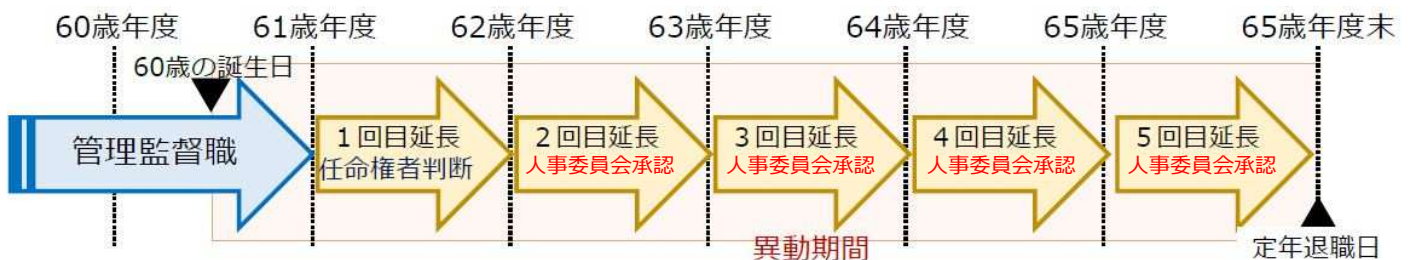 60歳年度
61歳年度
62歳年度
63歳年度
64歳年度
65歳年度
65歳年度末
60歳の誕生日
管理監督職
１回目延長
任命権者判断
２回目延長
人事委員会承認
３回目延長
人事委員会承認
４回目延長
人事委員会承認
５回目延長
人事委員会承認
異動期間
定年退職日